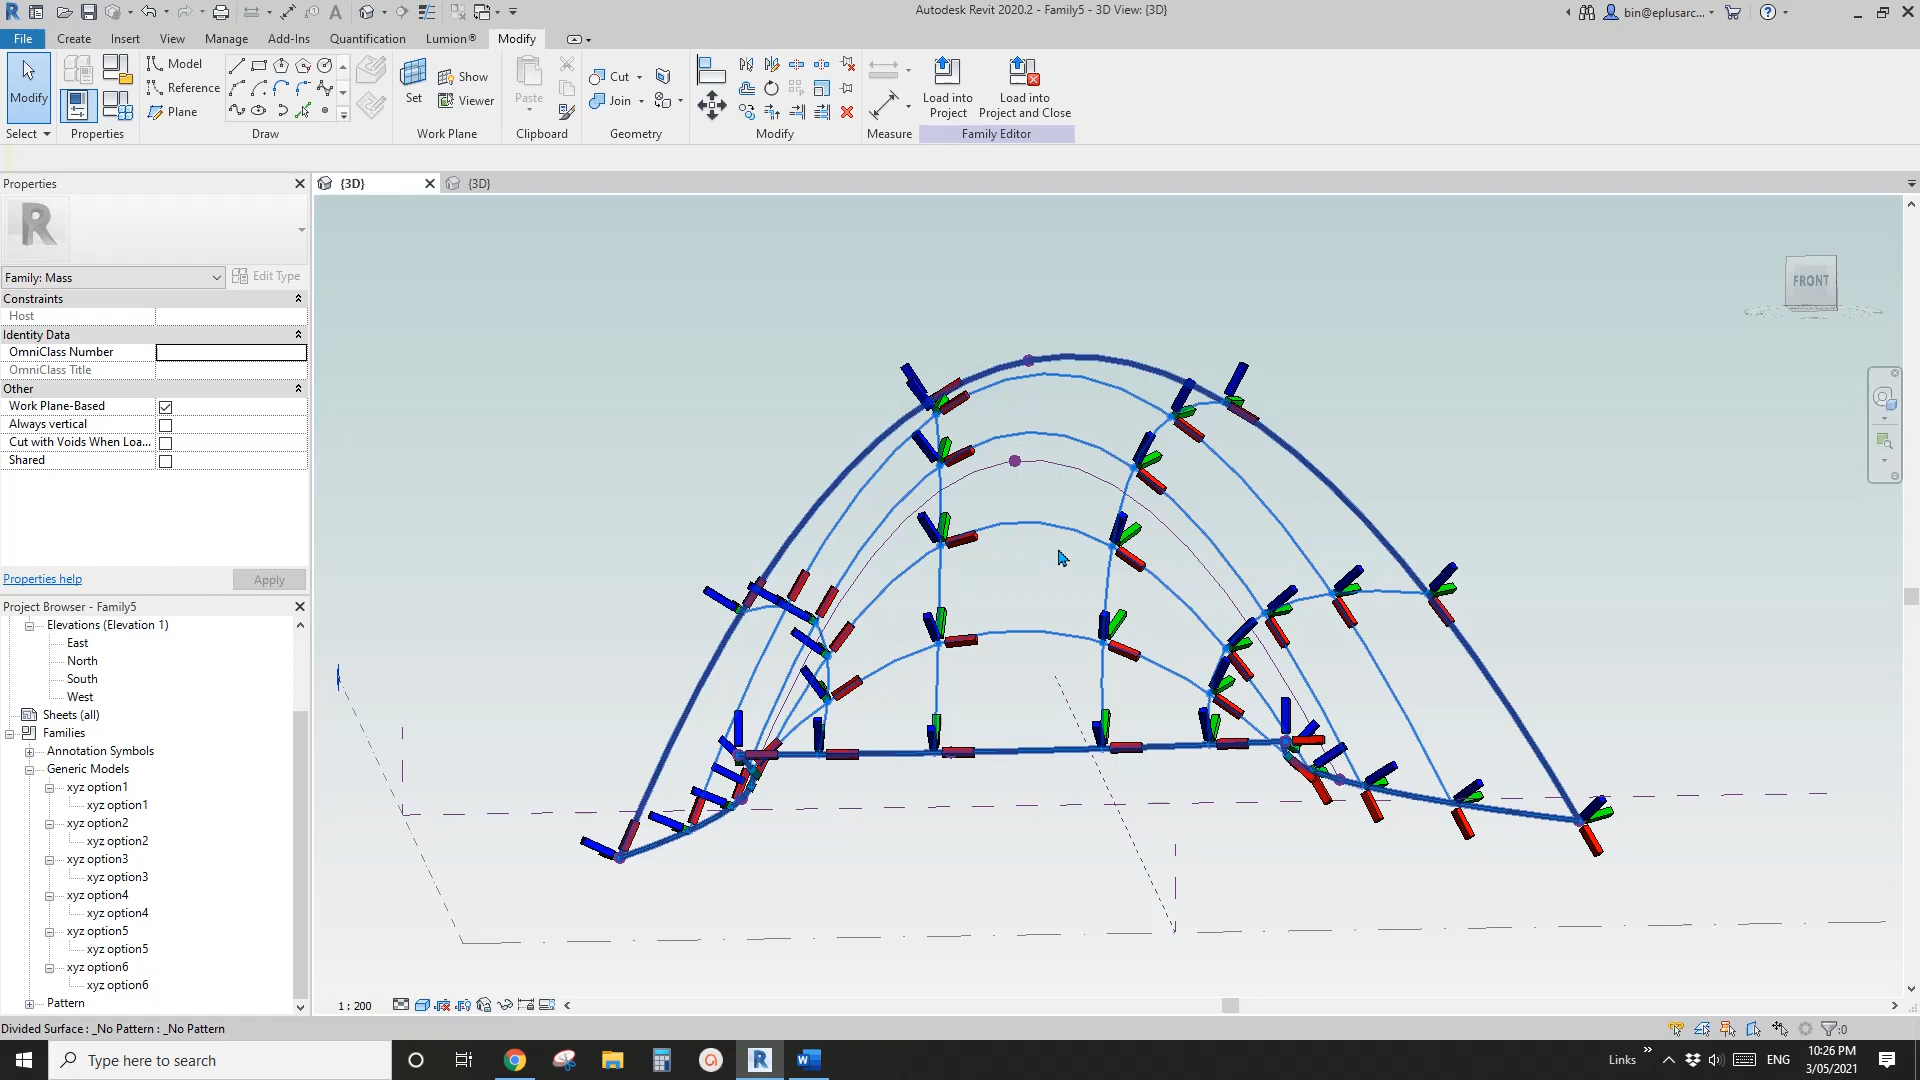 Autodesk Revit 2020.2 - Family5 - 3D View: {3D}
bin@eplusarc...
File
Create
Insert
View
Manage
Add-Ins
Quantification
Lumion®
Modify
Modify
Select
Properties
Model
Reference
Plane
Draw
Set
Show
Viewer
Work Plane
Paste
Clipboard
Cut
Join
Geometry
Modify
Measure
Load into
Project
Load into
Project and Close
Family Editor
Properties
{3D}
{3D}
R
Family: Mass
Edit Type
Constraints
Host
Identity Data
OmniClass Number
OmniClass Title
Other
Work Plane-Based
Always vertical
Cut with Voids When Loa...
Shared
Properties help
Apply
FRONT
Project Browser - Family5
Elevations (Elevation 1)
East
North
South
West
Sheets (all)
Families
Annotation Symbols
Generic Models
xyz option1
xyz option1
xyz option2
xyz option2
xyz option3
xyz option3
xyz option4
xyz option4
xyz option5
xyz option5
xyz option6
xyz option6
Pattern
1 : 200
Divided Surface : _No Pattern : _No Pattern
:0
Type here to search
Links
ENG
10:26 PM
3/05/2021